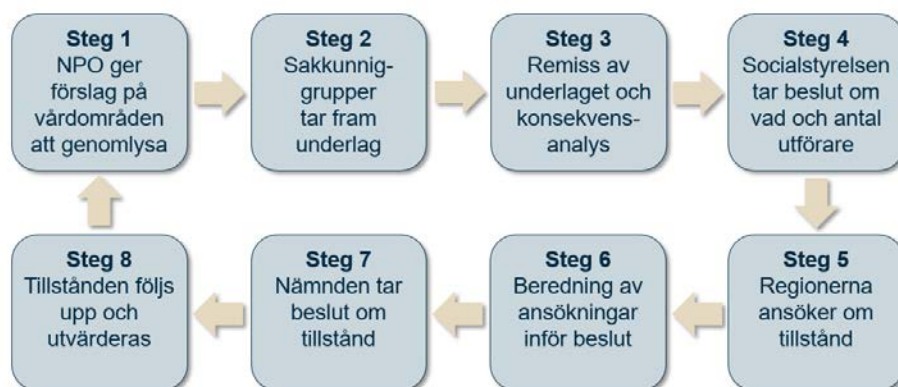 Steg 1
NPO ger
förslag på
vårdområden
att genomlysa
Steg 2
Sakkunnig-
grupper
tar fram
underlag
Steg 3
Remiss av
underlaget och
konsekvens-
analys
Steg 4
Socialstyrelsen
tar beslut om
vad och antal
utförare
Steg 5
Regionerna
ansöker om
tillstånd
Steg 6
Beredning av
ansökningar
inför beslut
Steg 7
Nämnden tar
beslut om
tillstånd
Steg 8
Tillstånden följs
upp och
utvärderas